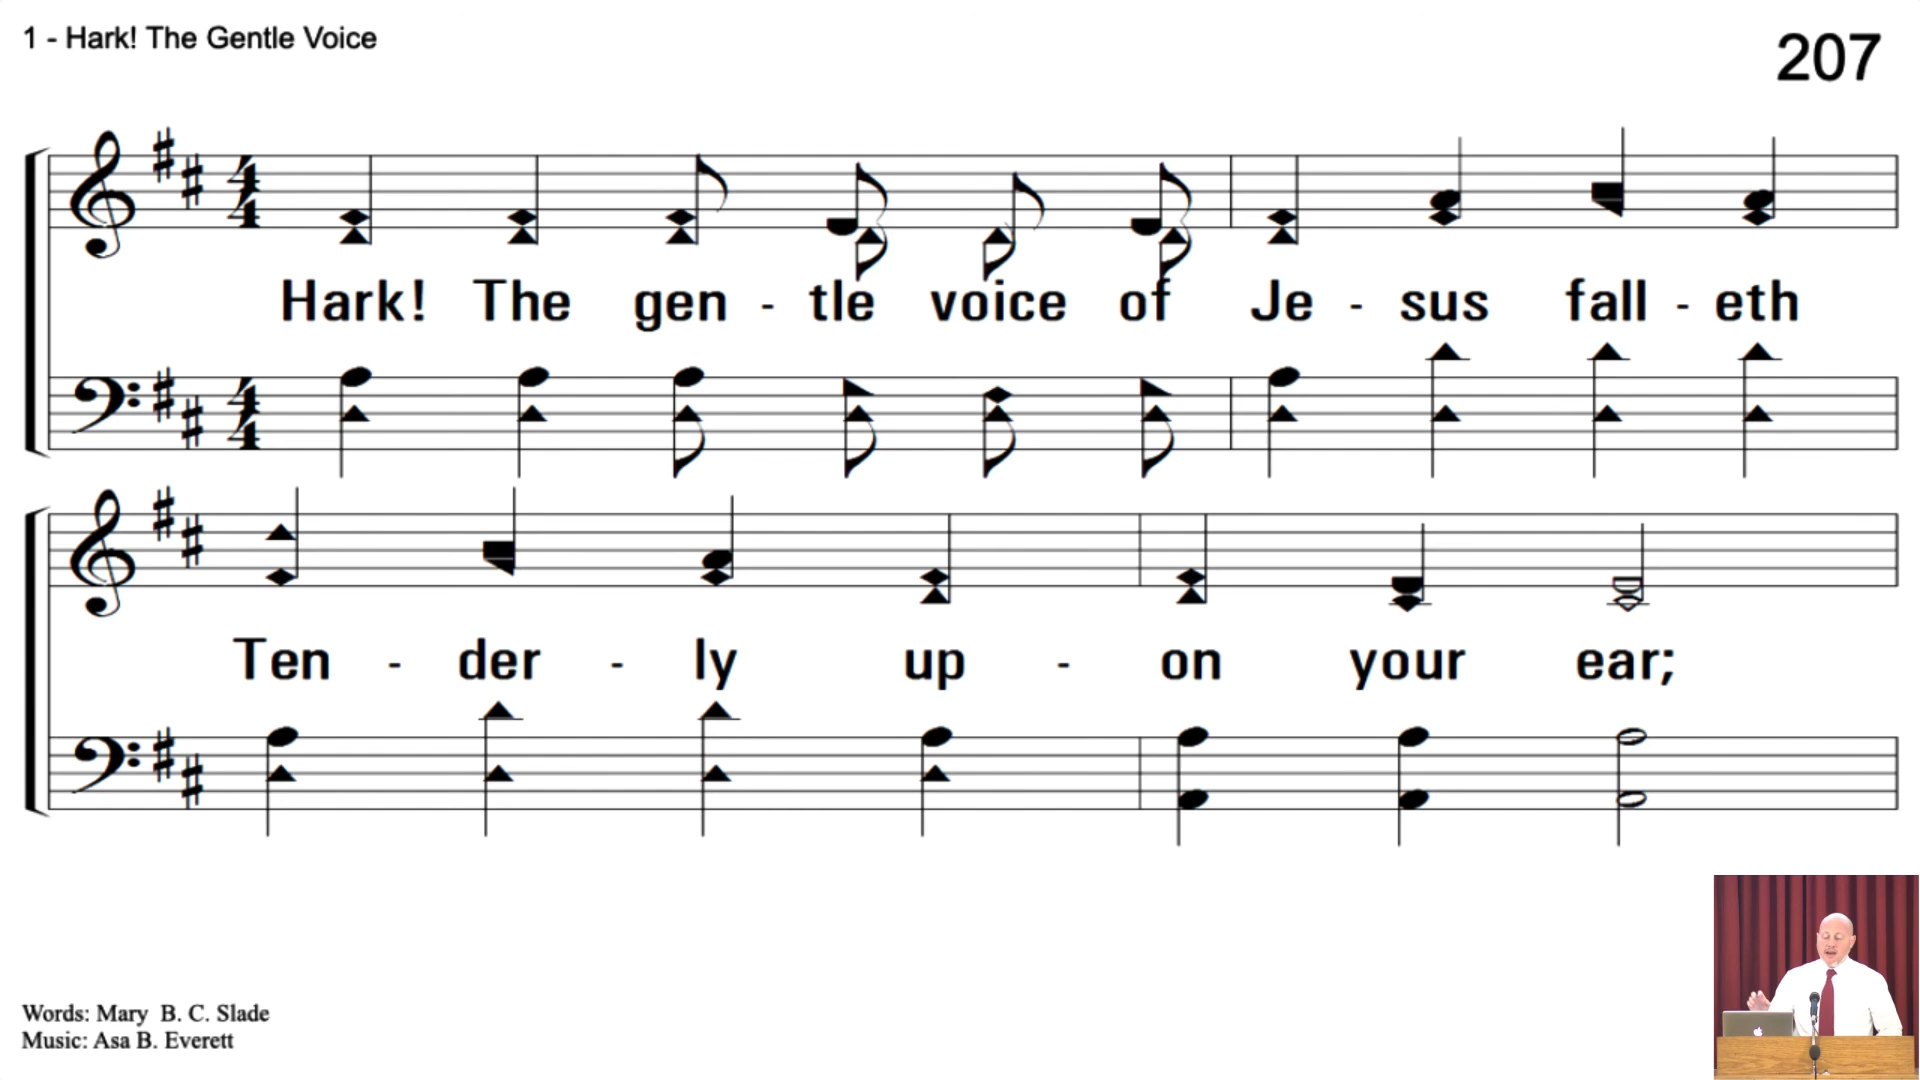 1 - Hark! The Gentle Voice
207
Hark! The gen - tle voice of Je - sus fall - eth
Ten - der - ly up - on your ear;
Words: Mary B. C. Slade
Music: Asa B. Everett